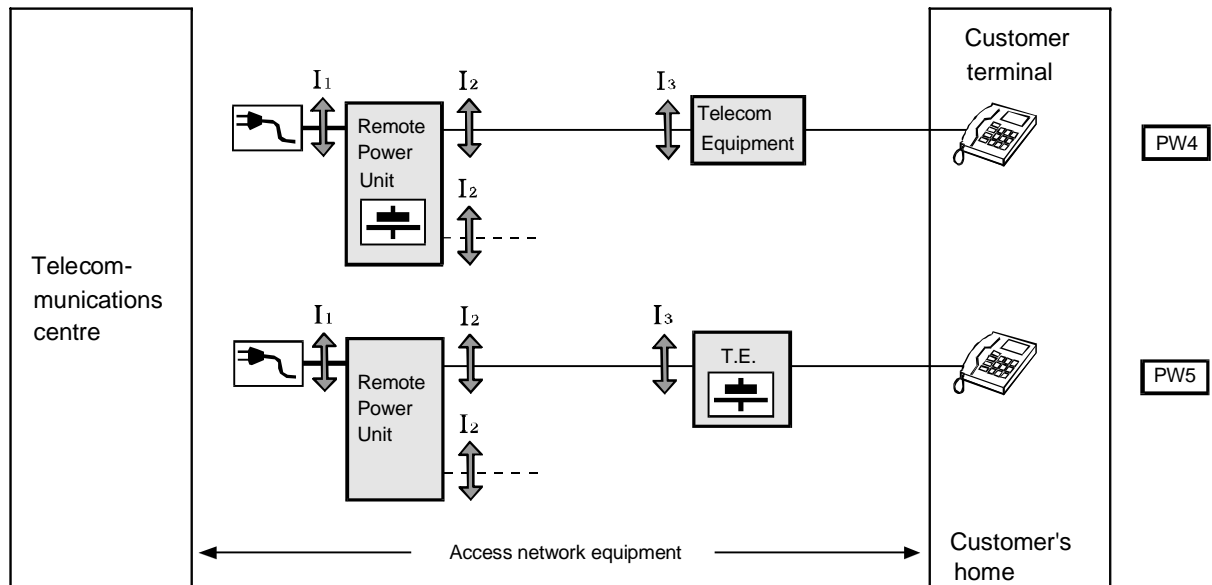 Customer
terminal
I1
I2
I3
Remote
Power
Unit
Telecom
Equipment
PW4
I2
Telecom-
munications
centre
I1
I2
I3
T.E.
Remote
Power
Unit
PW5
I2
Access network equipment
Customer's
home